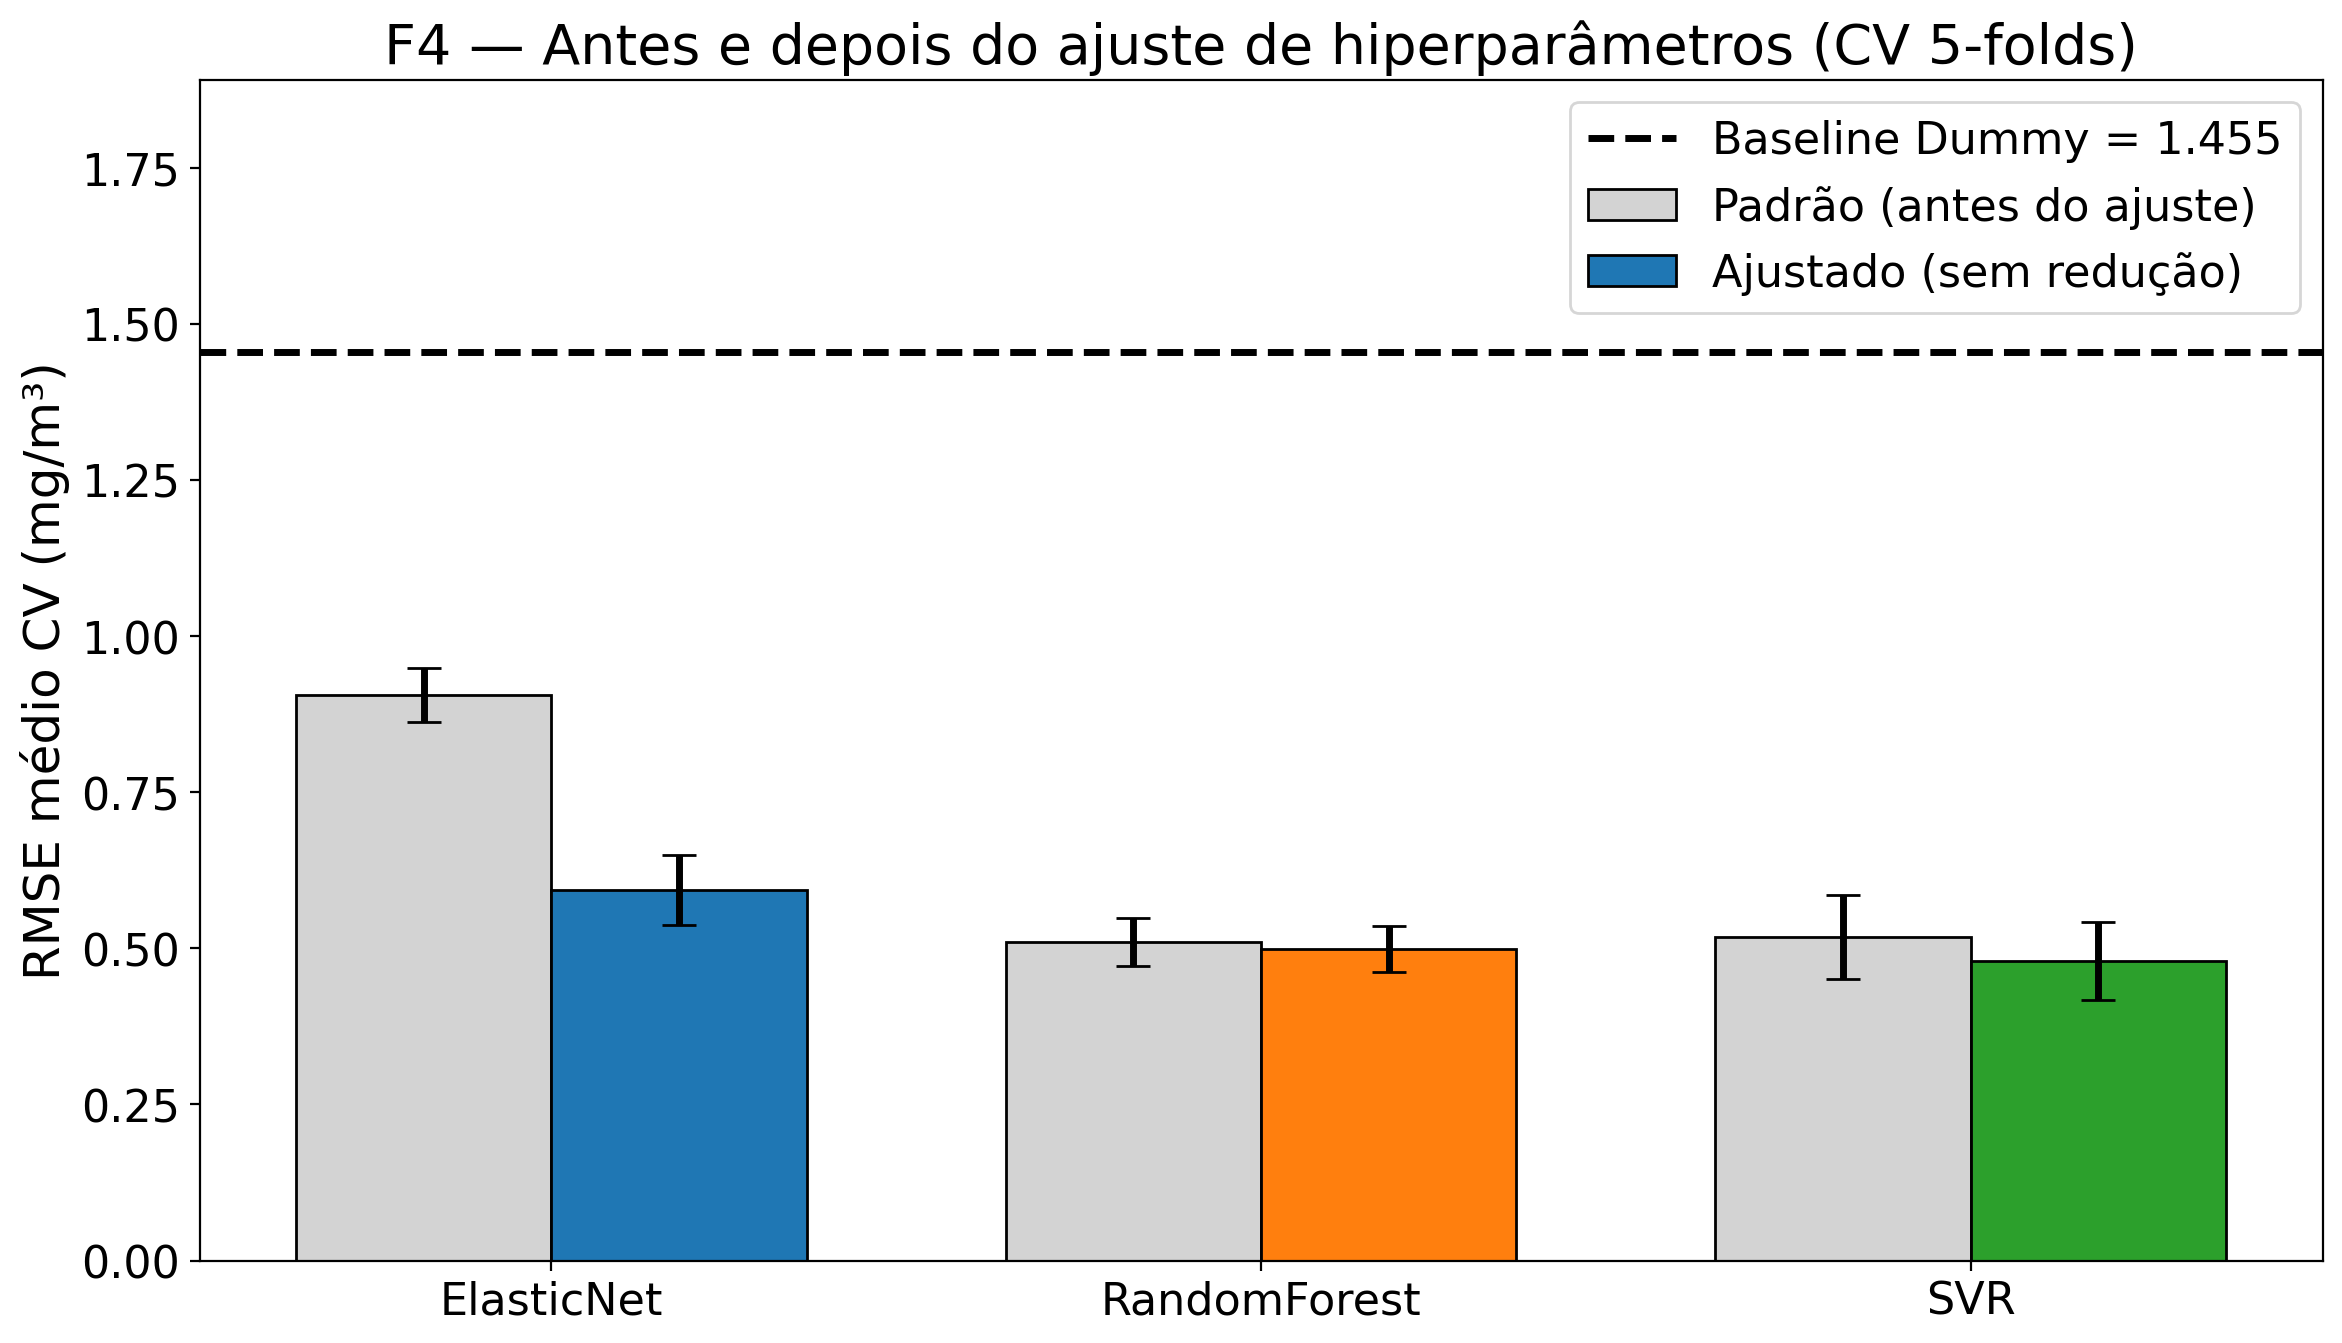 F4 — Antes e depois do ajuste de hiperparâmetros (CV 5-folds)
Baseline Dummy = 1.455
Padrão (antes do ajuste)
Ajustado (sem redução)
RMSE médio CV (mg/m³)
1.75
1.50
1.25
1.00
0.75
0.50
0.25
0.00
ElasticNet
RandomForest
SVR